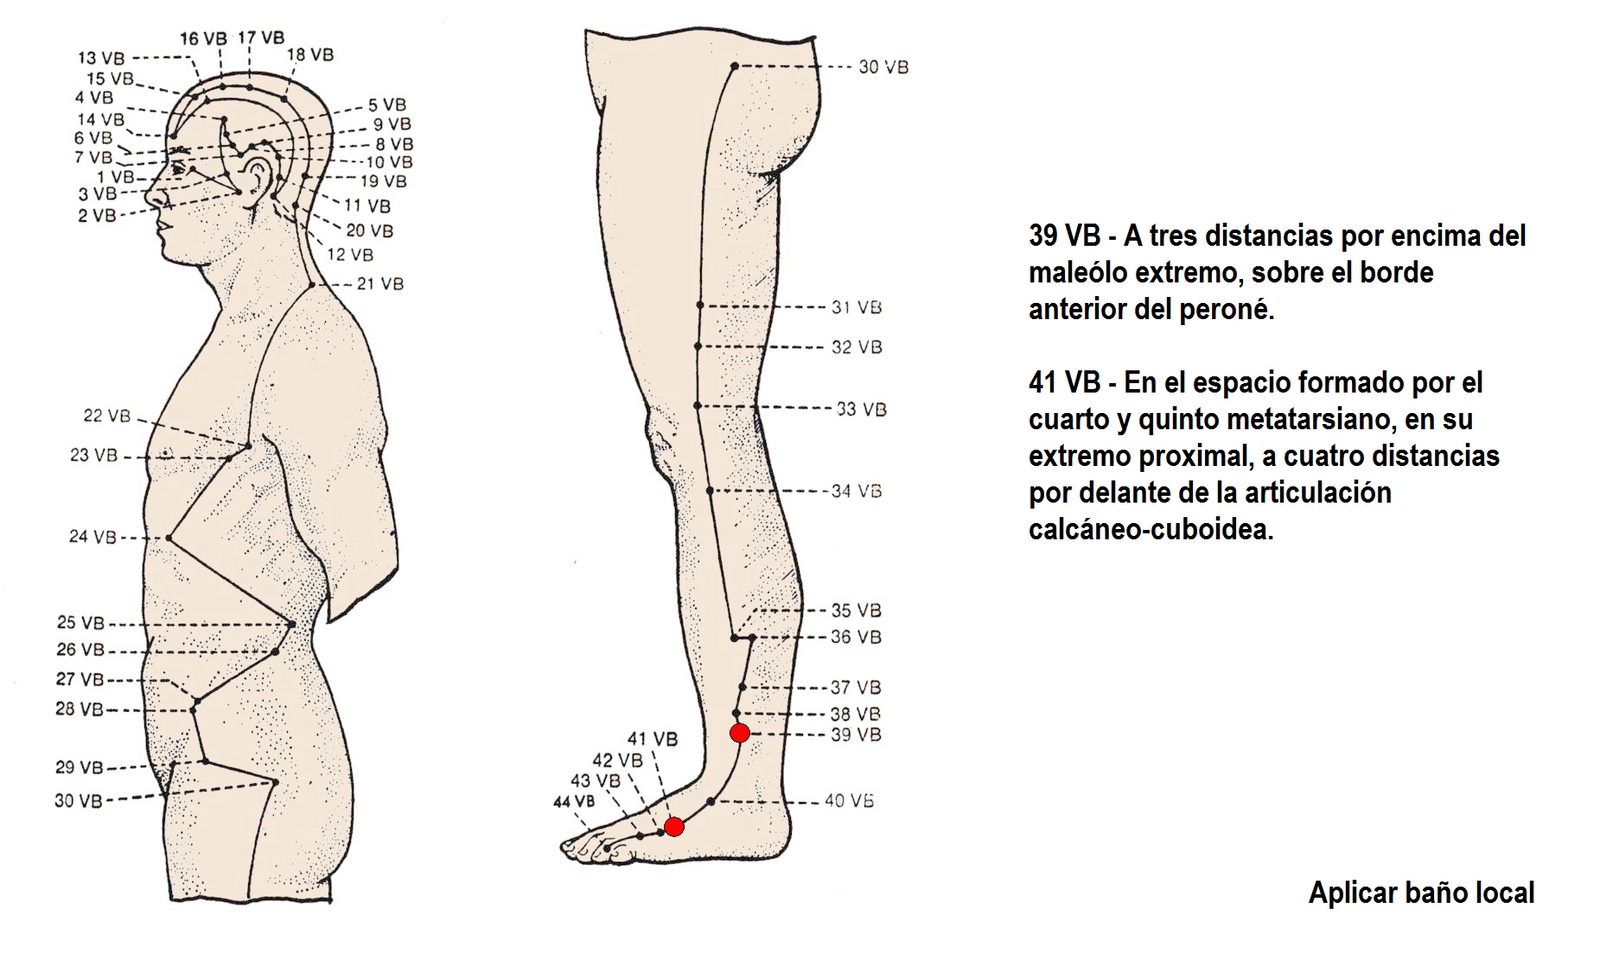 16 VB
17 VB
13 VB
18 VB
15 VB
4 VB
5 VB
14 VB
9 VB
6 VB
8 VB
7 VB
10 VB
1 VB
19 VB
3 VB
11 VB
2 VB
20 VB
12 VB
21 VB
22 VB
23 VB
24 VB
25 VB
26 VB
27 VB
28 VB
29 VB
30 VB
30 VB
31 VB
32 VB
33 VB
34 VB
35 VB
36 VB
37 VB
38 VB
39 VB
41 VB
42 VB
43 VB
44 VB
40 VB
39 VB - A tres distancias por encima del
maleólo extremo, sobre el borde
anterior del peroné.
41 VB - En el espacio formado por el
cuarto y quinto metatarsiano, en su
extremo proximal, a cuatro distancias
por delante de la articulación
calcáneo-cuboidea.
Aplicar baño local